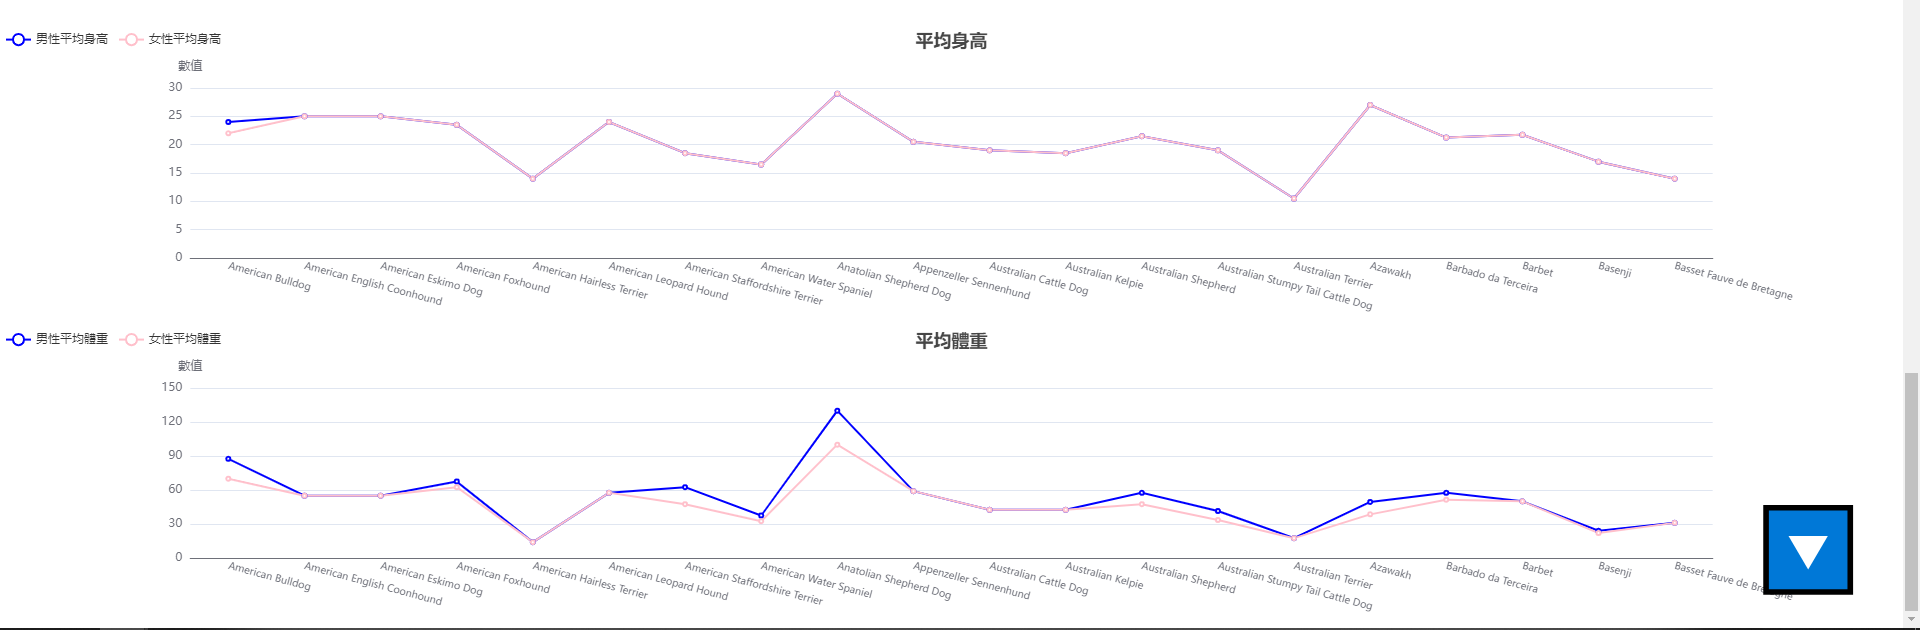 男性平均身高 女性平均身高
平均身高
數值
30
25
20
15
10
5
0
American Bulldog
American English Coonhound
American Eskimo Dog
American Foxhound
American Hairless Terrier
American Leopard Hound
American Staffordshire Terrier
American Water Spaniel
Anatolian Shepherd Dog
Appenzeller Sennenhund
Australian Cattle Dog
Australian Kelpie
Australian Shepherd
Australian Stumpy Tail Cattle Dog
Australian Terrier
Azawakh
Barbado da Terceira
Barbet
Basenji
Basset Fauve de Bretagne
男性平均體重 女性平均體重
平均體重
數值
150
120
90
60
30
0
American Bulldog
American English Coonhound
American Eskimo Dog
American Foxhound
American Hairless Terrier
American Leopard Hound
American Staffordshire Terrier
American Water Spaniel
Anatolian Shepherd Dog
Appenzeller Sennenhund
Australian Cattle Dog
Australian Kelpie
Australian Shepherd
Australian Stumpy Tail Cattle Dog
Australian Terrier
Azawakh
Barbado da Terceira
Barbet
Basenji
Basset Fauve de